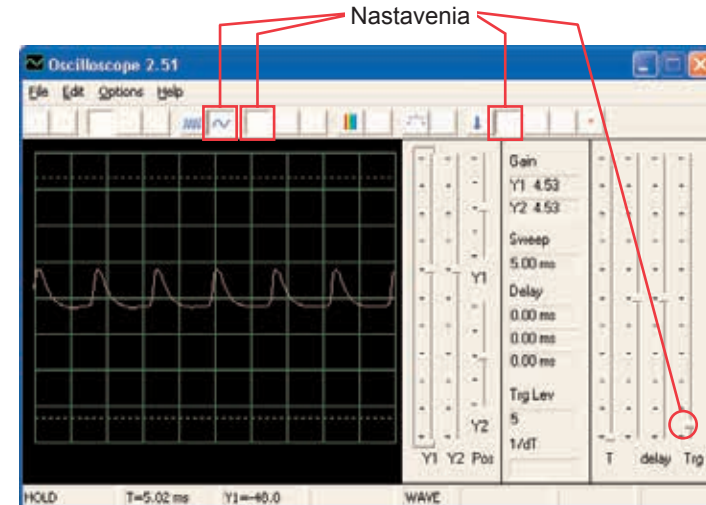 Nastavenia
Oscilloscope 2.51
File Edit Options Help
Gain
Y1 4.53
Y2 4.53
Sweep
5.00 ms
Y1
Delay
0.00 ms
0.00 ms
0.00 ms
Trg Lev
5
Y2
1/dT
Y1 Y2 Pos
T delay Trg
HOLD T=5.02 ms Y1=-40.0 WAVE